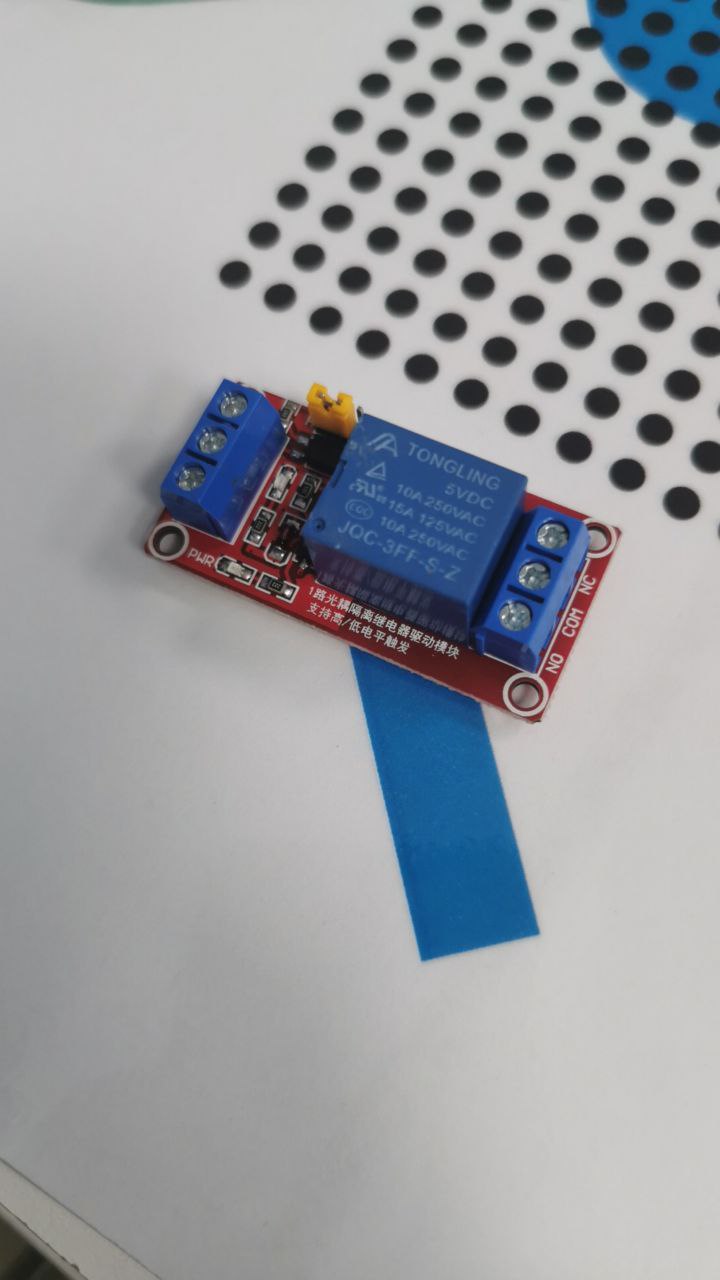 TONGLING
5VDC
10A 250VAC
15A 125VAC
10A 250VAC
JQC-3FF-S-Z
PWR
1路光耦隔离继电器驱动模块
支持高/低电平触发
NO COM NC